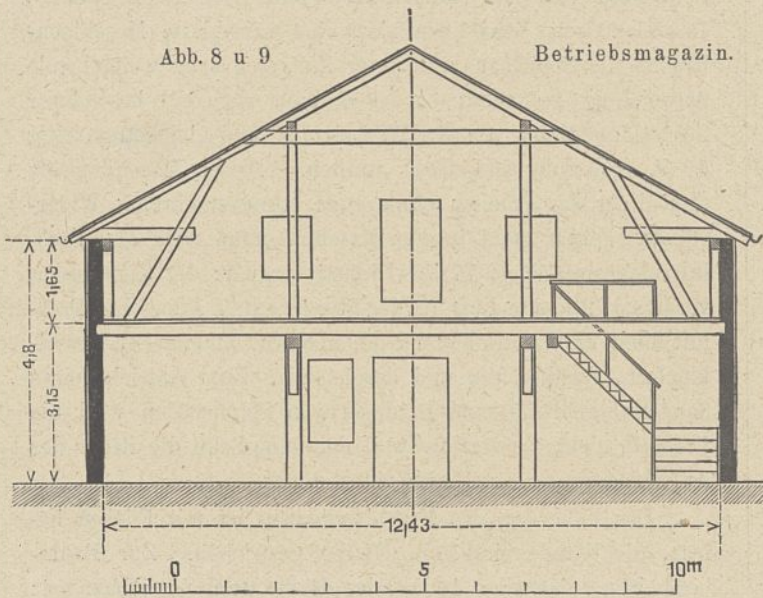 Abb. 8 u 9
Betriebsmagazin.
1,65
4,8
3,15
12,43
0 5 10m